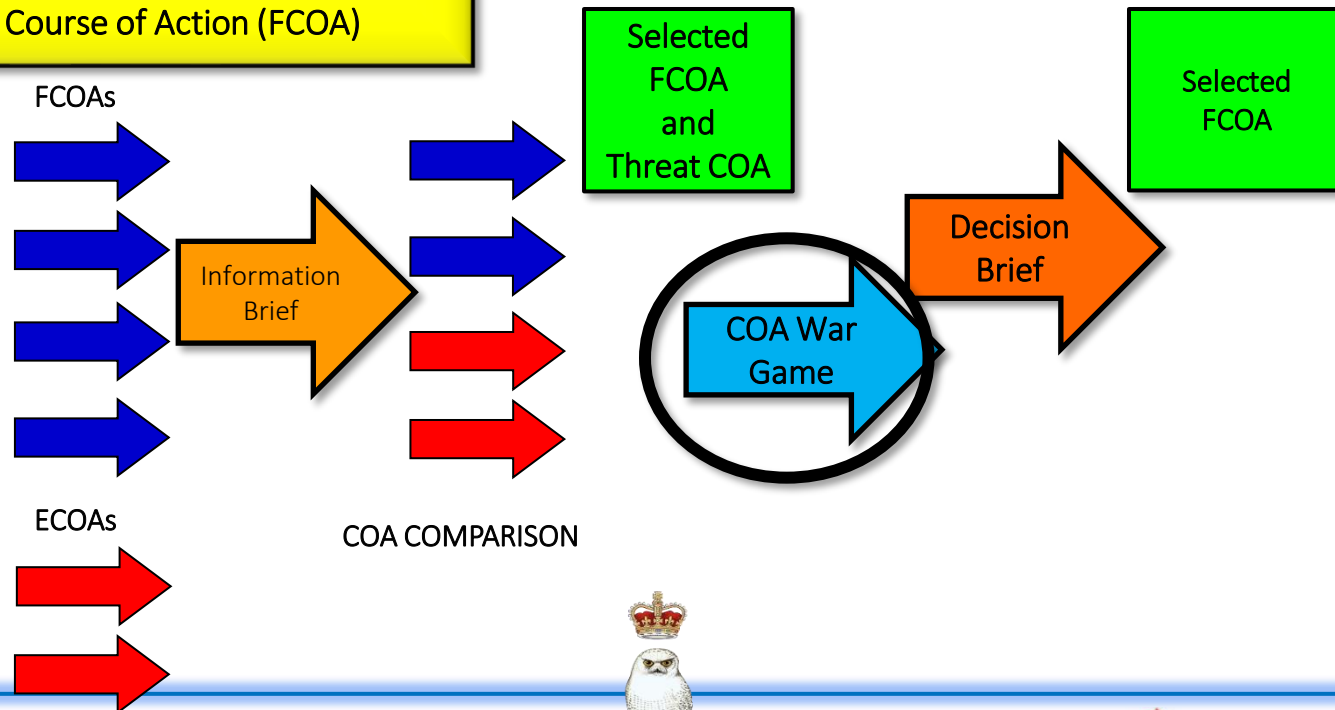 Course of Action (FCOA)
FCOAs
Information
Brief
ECOAs
COA COMPARISON
Selected
FCOA
and
Threat COA
COA War
Game
Decision
Brief
Selected
FCOA